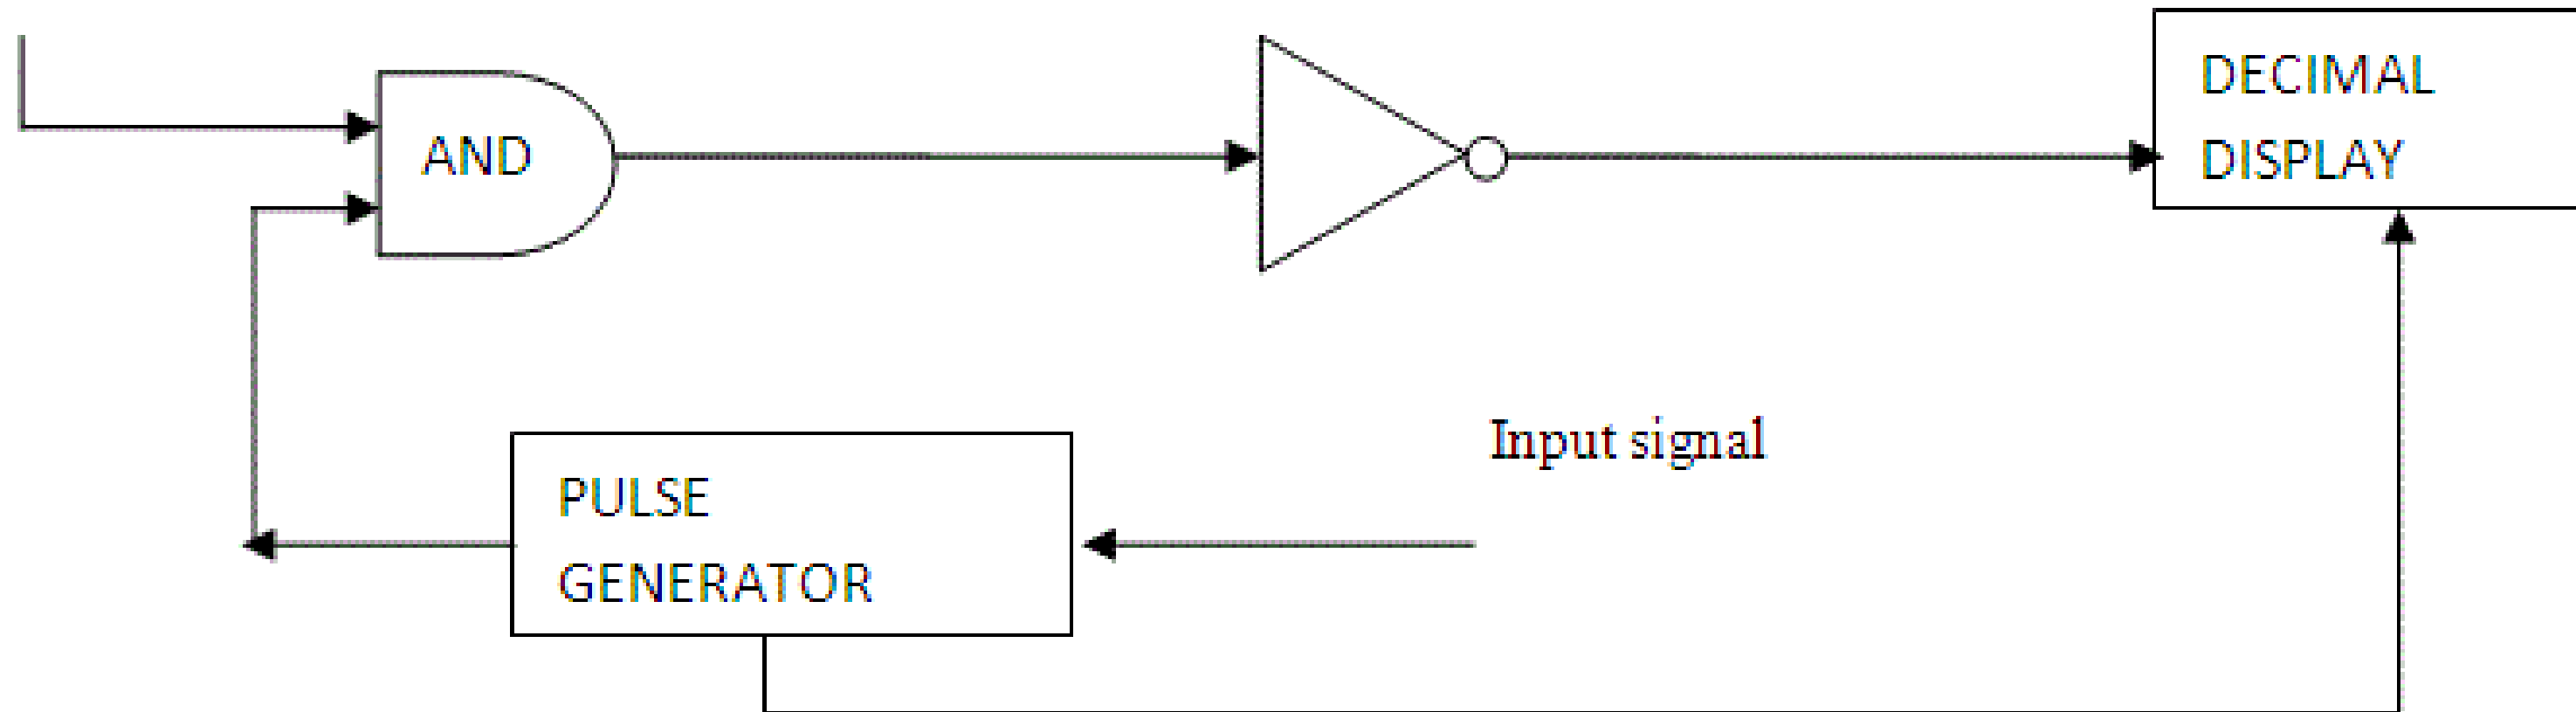 DECIMAL
DISPLAY
AND
Input signal
PULSE
GENERATOR